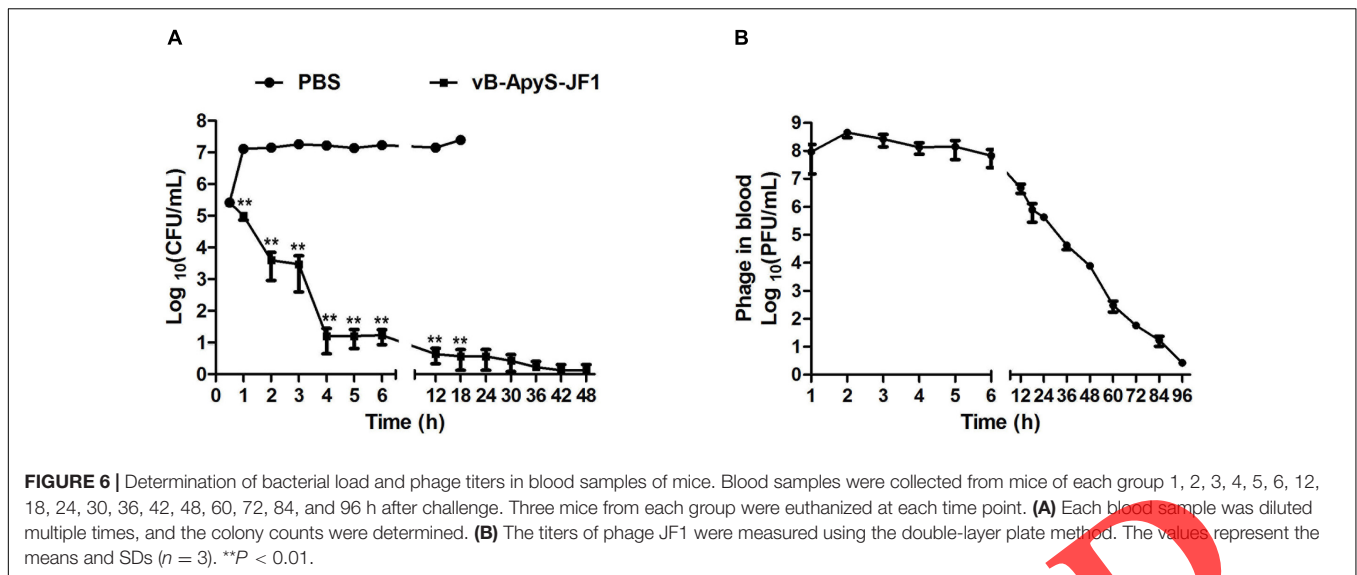 A
B
PBS
vB-ApyS-JF1
Log 10(CFU/mL)
8
7
6
5
4
3
2
1
0
**
**
**
**
**
**
**
**
0 1 2 3 4 5 6 12 18 24 30 36 42 48
Time (h)
Phage in blood
Log 10(PFU/mL)
9
8
7
6
5
4
3
2
1
0
1 2 3 4 5 6 12 24 36 48 60 72 84 96
Time (h)
FIGURE 6 | Determination of bacterial load and phage titers in blood samples of mice. Blood samples were collected from mice of each group 1, 2, 3, 4, 5, 6, 12,
18, 24, 30, 36, 42, 48, 60, 72, 84, and 96 h after challenge. Three mice from each group were euthanized at each time point. (A) Each blood sample was diluted
multiple times, and the colony counts were determined. (B) The titers of phage JF1 were measured using the double-layer plate method. The values represent the
means and SDs (n = 3). **P < 0.01.